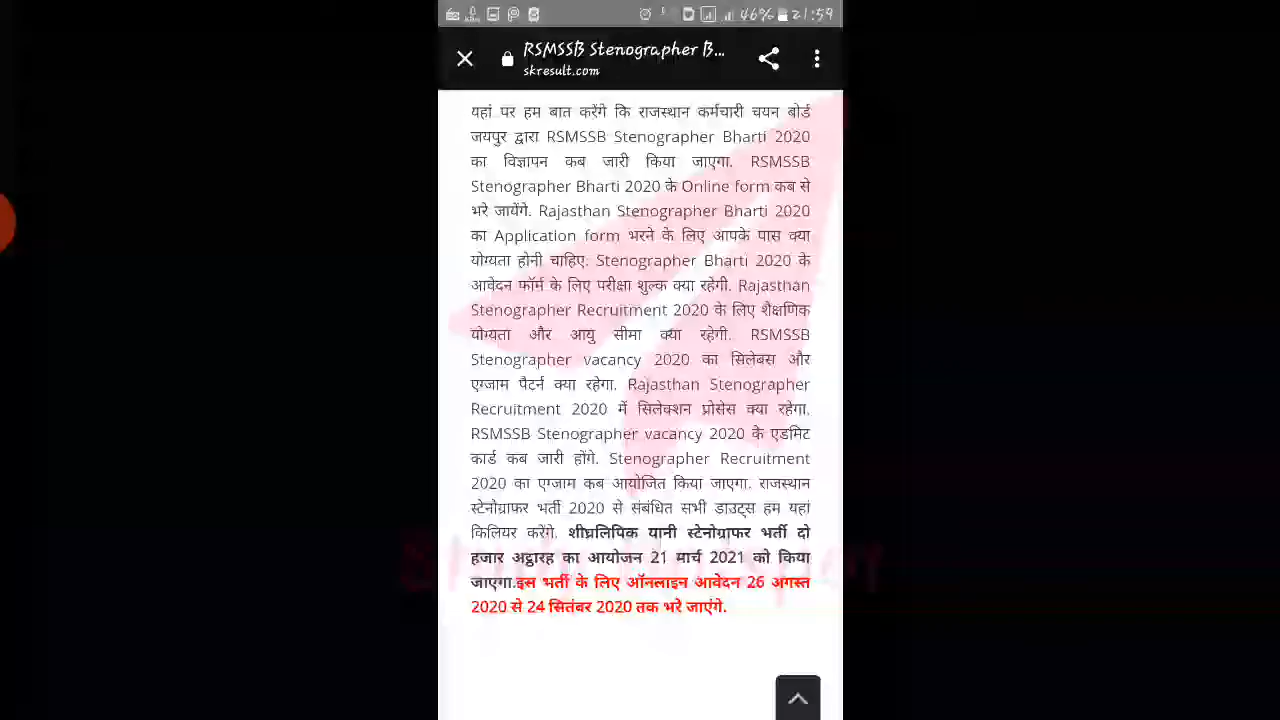 46% 21:59
RSMSSB Stenographer B...
skresult.com
यहां पर हम बात करेंगे कि राजस्थान कर्मचारी चयन बोर्ड
जयपुर द्वारा RSMSSB Stenographer Bharti 2020
का विज्ञापन कब जारी किया जाएगा. RSMSSB
Stenographer Bharti 2020 के Online form कब से
भरे जायेंगे. Rajasthan Stenographer Bharti 2020
का Application form भरने के लिए आपके पास क्या
योग्यता होनी चाहिए. Stenographer Bharti 2020 के
आवेदन फॉर्म के लिए परीक्षा शुल्क क्या रहेगी. Rajasthan
Stenographer Recruitment 2020 के लिए शैक्षणिक
योग्यता और आयु सीमा क्या रहेगी. RSMSSB
Stenographer vacancy 2020 का सिलेबस और
एग्जाम पैटर्न क्या रहेगा. Rajasthan Stenographer
Recruitment 2020 में सिलेक्शन प्रोसेस क्या रहेगा.
RSMSSB Stenographer vacancy 2020 के एडमिट
कार्ड कब जारी होंगे. Stenographer Recruitment
2020 का एग्जाम कब आयोजित किया जाएगा. राजस्थान
स्टेनोग्राफर भर्ती 2020 से संबंधित सभी डाउट्स हम यहां
किलियर करेंगे. शीघ्रलिपिक यानी स्टेनोग्राफर भर्ती दो
हजार अट्ठारह का आयोजन 21 मार्च 2021 को किया
जाएगा.इस भर्ती के लिए ऑनलाइन आवेदन 26 अगस्त
2020 से 24 सितंबर 2020 तक भरे जाएंगे.